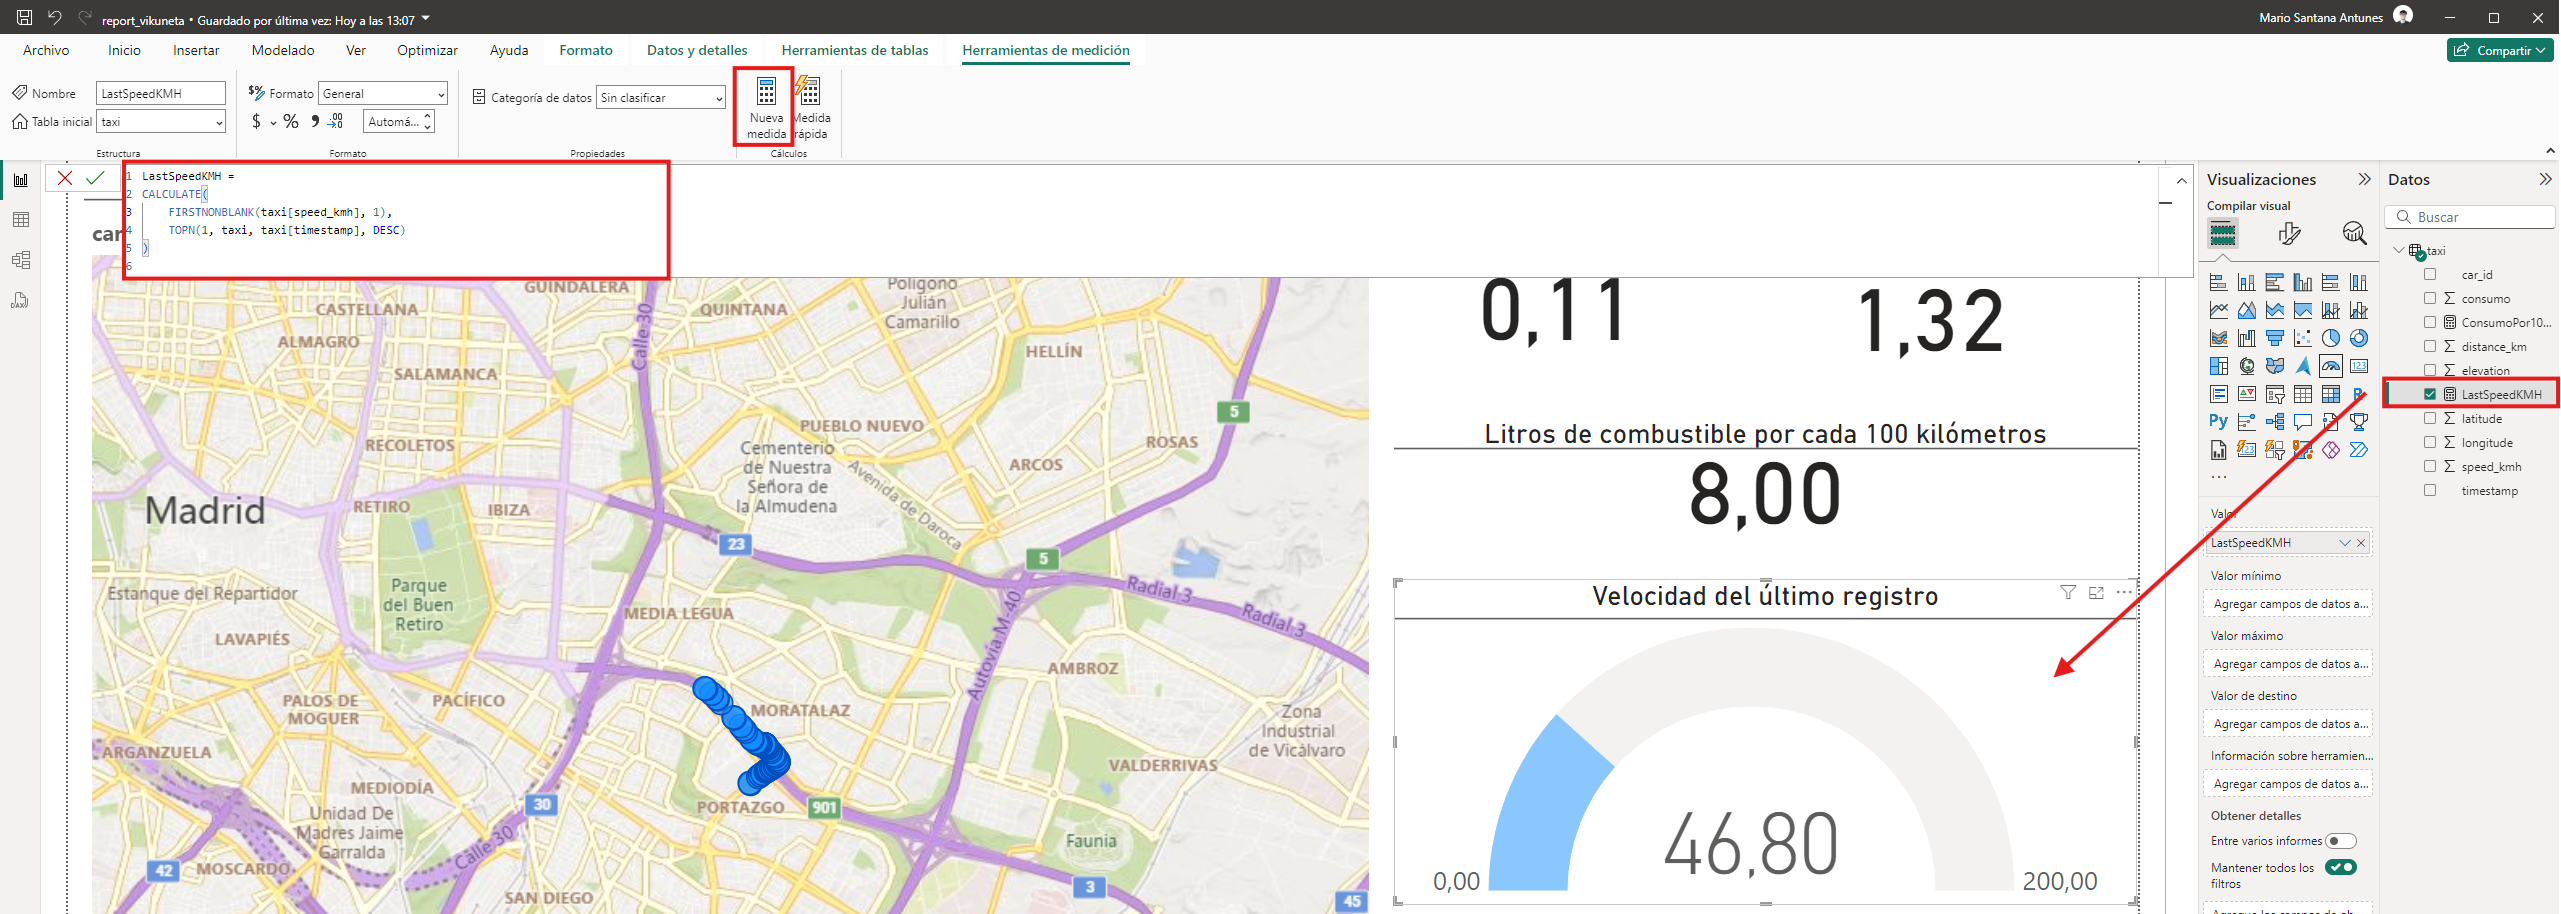 report_vikuneta • Guardado por última vez: Hoy a las 13:07
Mario Santana Antunes
Archivo
Inicio
Insertar
Modelado
Ver
Optimizar
Ayuda
Formato
Datos y detalles
Herramientas de tablas
Herramientas de medición
Compartir
Nombre
LastSpeedKMH
Tabla inicial
taxi
Estructura
Formato
General
$ % 
Automá...
Formato
Categoría de datos
Sin clasificar
Propiedades
Nueva
medida
Medida
rápida
Cálculos
1 LastSpeedKMH =
2 CALCULATE(
3 FIRSTNONBLANK(taxi[speed_kmh], 1),
4 TOPN(1, taxi, taxi[timestamp], DESC)
5 )
6
car
GUINDALERA
CASTELLANA
ALMAGRO
SALAMANCA
RECOLETOS
Madrid
RETIRO
IBIZA
Estanque del Repartidor
Parque
del Buen
Retiro
LAVAPIÉS
PALOS DE
MOGUER
PACÍFICO
ARGANZUELA
MEDIODÍA
Unidad De
Madres Jaime
Garralda
MOSCARDO
SAN DIEGO
Calle 30
Calle 30
QUINTANA
Polígono
Julián
Camarillo
HELLÍN
PUEBLO NUEVO
Cementerio
de Nuestra
Señora de
la Almudena
Avenida de Daroca
ARCOS
ROSAS
5
5
23
Radial 3
Radial 3
MEDIA LEGUA
Autovía M-40
AMBROZ
MORATALAZ
Zona
Industrial
de Vicálvaro
VALDERRIVAS
PORTAZGO
901
30
42
Faunia
3
45
0,11
1,32
Litros de combustible por cada 100 kilómetros
8,00
Velocidad del último registro
46,80
0,00
200,00
Visualizaciones
Compilar visual
123
R
Py
123
...
Valor
LastSpeedKMH
Valor mínimo
Agregar campos de datos a...
Valor máximo
Agregar campos de datos a...
Valor de destino
Agregar campos de datos a...
Información sobre herramien...
Agregar campos de datos a...
Obtener detalles
Entre varios informes
Mantener todos los
filtros
Datos
Buscar
taxi
car_id
consumo
ConsumoPor10...
distance_km
elevation
LastSpeedKMH
latitude
longitude
speed_kmh
timestamp